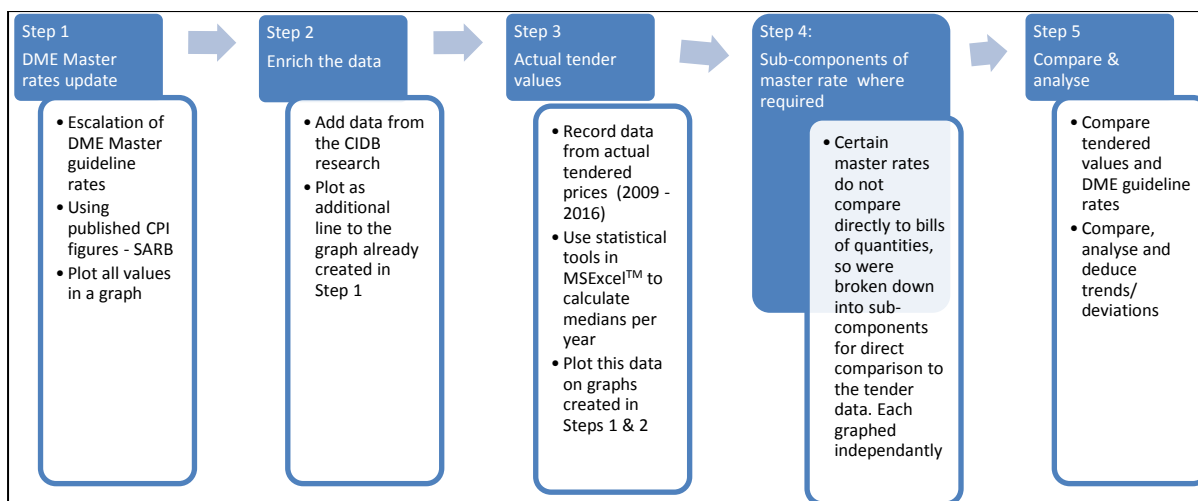 Step 1
DME Master
rates update
• Escalation of
DME Master
guideline
rates
• Using
published CPI
figures - SARB
• Plot all values
in a graph
Step 2
Enrich the data
• Add data from
the CIDB
research
• Plot as
additional
line to the
graph already
created in
Step 1
Step 3
Actual tender
values
• Record data
from actual
tendered
prices (2009 -
2016)
• Use statistical
tools in
MSExcel™ to
calculate
medians per
year
• Plot this data
on graphs
created in
Steps 1 & 2
Step 4:
Sub-components of
master rate where
required
• Certain
master rates
do not
compare
directly to bills
of quantities,
so were
broken down
into sub-
components
for direct
comparison to
the tender
data. Each
graphed
independantly
Step 5
Compare &
analyse
• Compare
tendered
values and
DME guideline
rates
• Compare,
analyse and
deduce
trends/
deviations